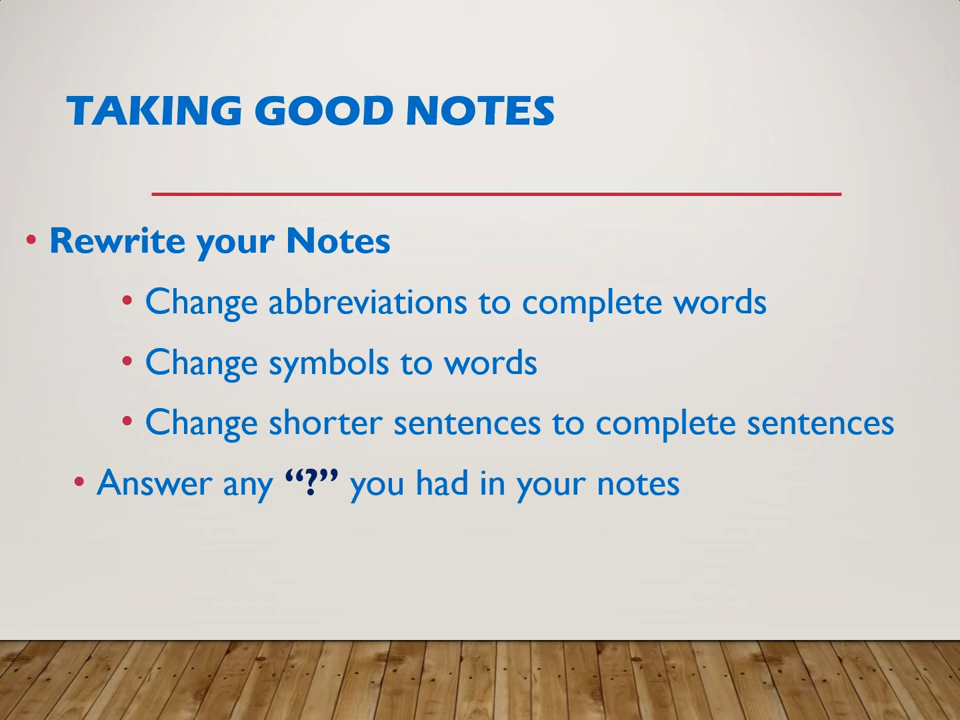 TAKING GOOD NOTES
• Rewrite your Notes
• Change abbreviations to complete words
• Change symbols to words
• Change shorter sentences to complete sentences
• Answer any “?” you had in your notes